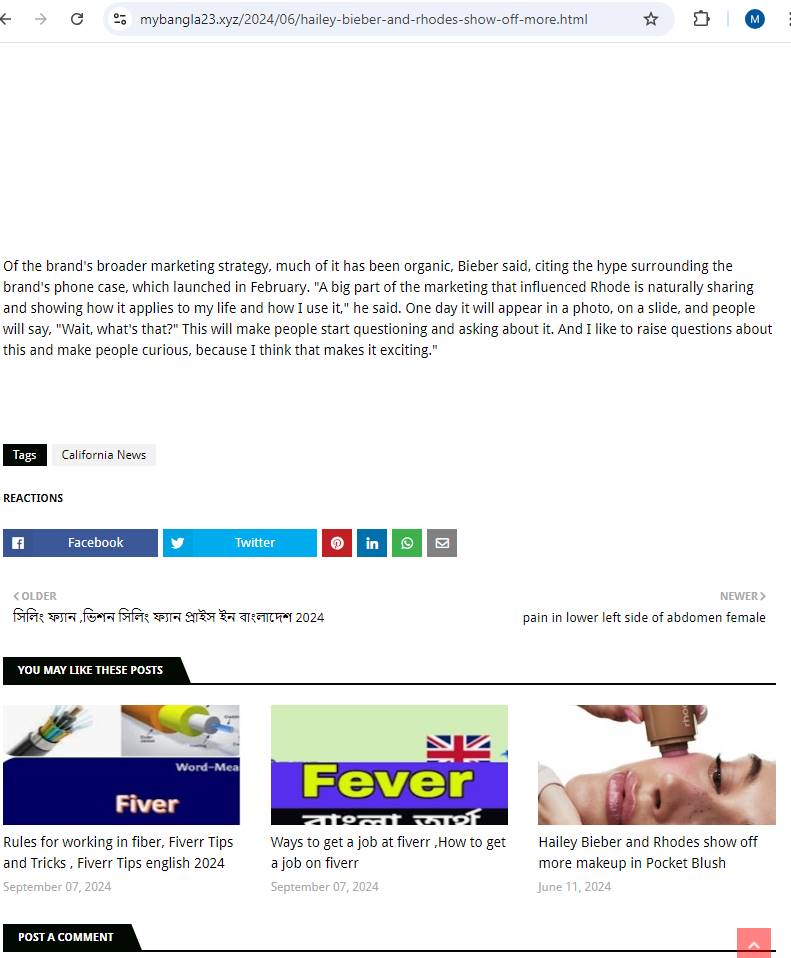 mybangla23.xyz/2024/06/hailey-bieber-and-rhodes-show-off-more.html
M
Of the brand's broader marketing strategy, much of it has been organic, Bieber said, citing the hype surrounding the
brand's phone case, which launched in February. "A big part of the marketing that influenced Rhode is naturally sharing
and showing how it applies to my life and how I use it," he said. One day it will appear in a photo, on a slide, and people
will say, "Wait, what's that?" This will make people start questioning and asking about it. And I like to raise questions about
this and make people curious, because I think that makes it exciting."
Tags California News
REACTIONS
Facebook Twitter
OLDER NEWER
সিলিং ফ্যান ,ভিশন সিলিং ফ্যান প্রাইস ইন বাংলাদেশ 2024 pain in lower left side of abdomen female
YOU MAY LIKE THESE POSTS
Word-Mea
Fiver
Fever
বাংলা অর্থ
rhod
Rules for working in fiber, Fiverr Tips
and Tricks , Fiverr Tips english 2024
September 07, 2024
Ways to get a job at fiverr ,How to get
a job on fiverr
September 07, 2024
Hailey Bieber and Rhodes show off
more makeup in Pocket Blush
June 11, 2024
POST A COMMENT